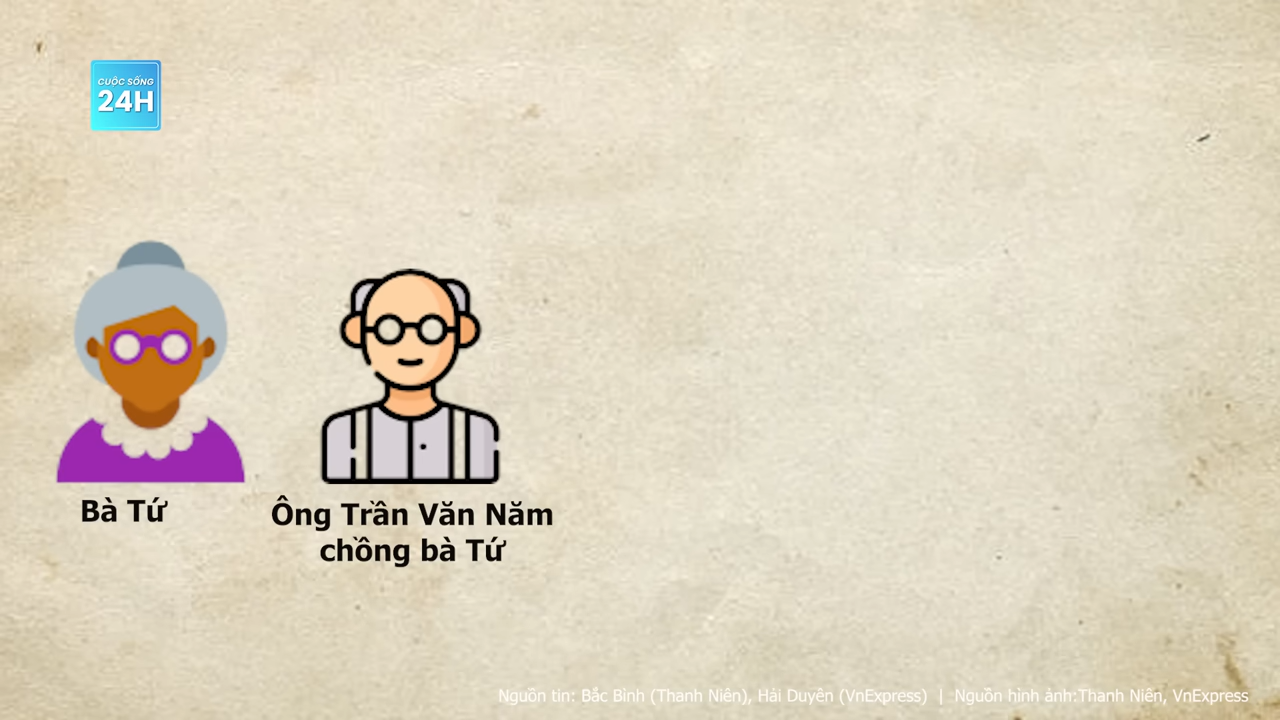 CUỘC SỐNG
24H
Bà Tứ
Ông Trần Văn Năm
chồng bà Tứ
Nguồn tin: Bắc Bình (Thanh Niên), Hải Duyên (VnExpress) | Nguồn hình ảnh:Thanh Niên, VnExpress